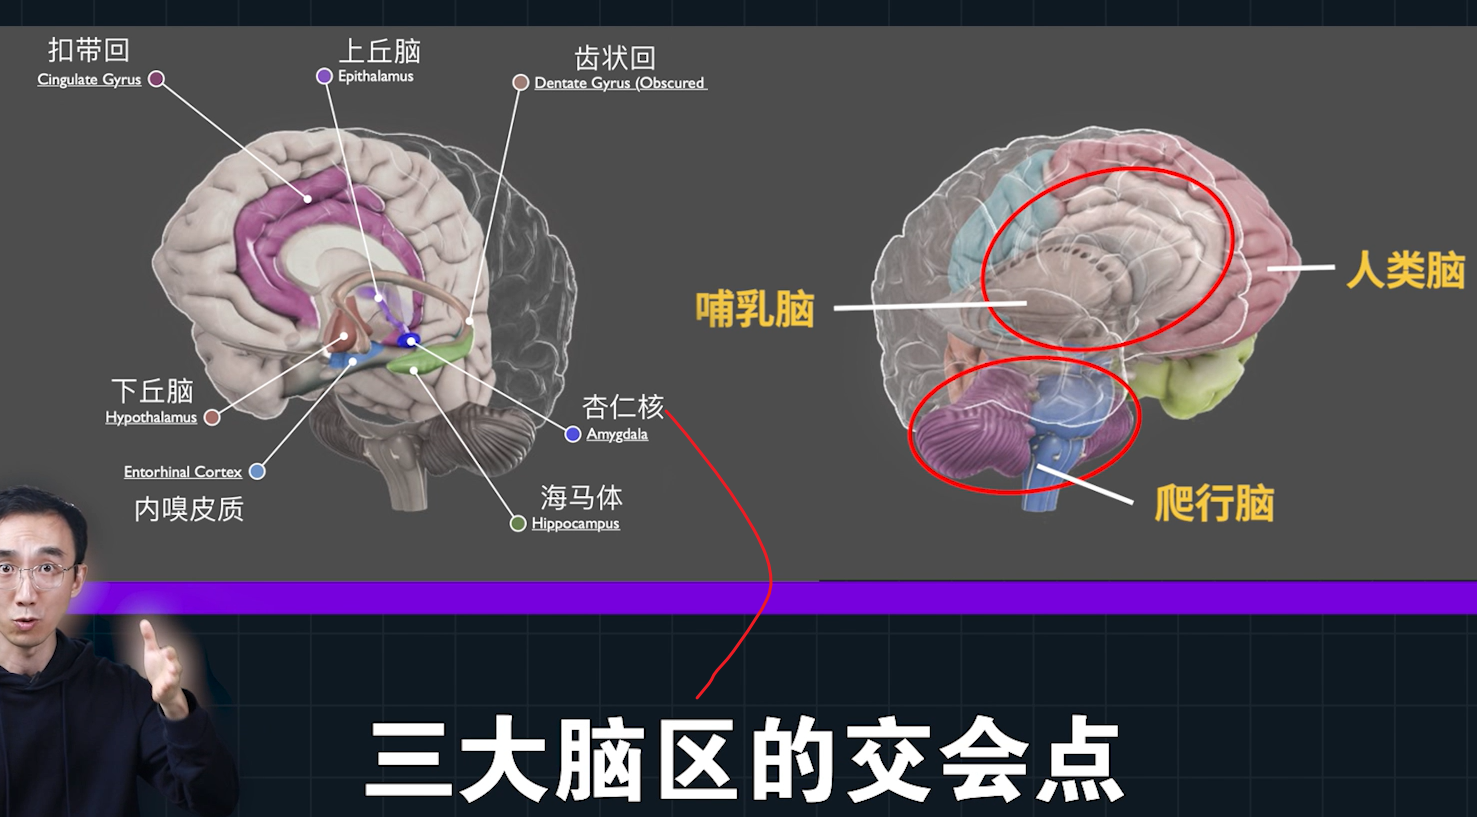 扣带回
Cingulate Gyrus
上丘脑
Epithalamus
齿状回
Dentate Gyrus (Obscured
下丘脑
Hypothalamus
Entorhinal Cortex
内嗅皮质
杏仁核
Amygdala
海马体
Hippocampus
哺乳脑
人类脑
爬行脑
三大脑区的交会点